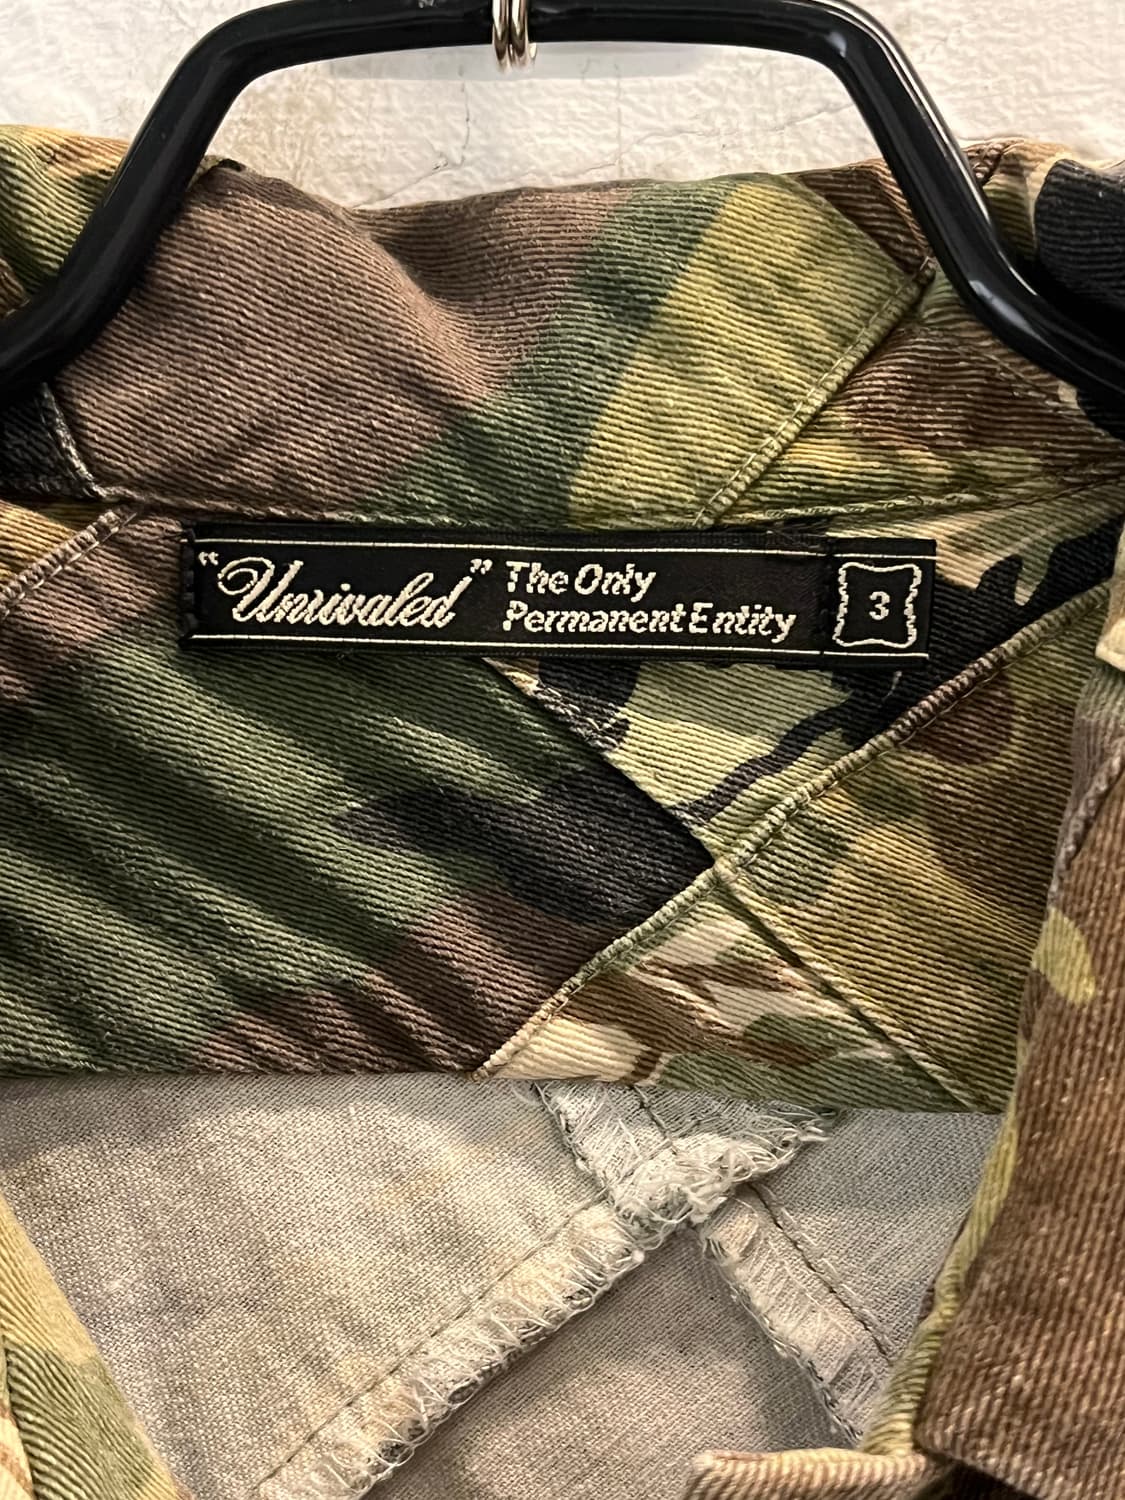 "Unrivaled" The Only
Permanent Entity
3